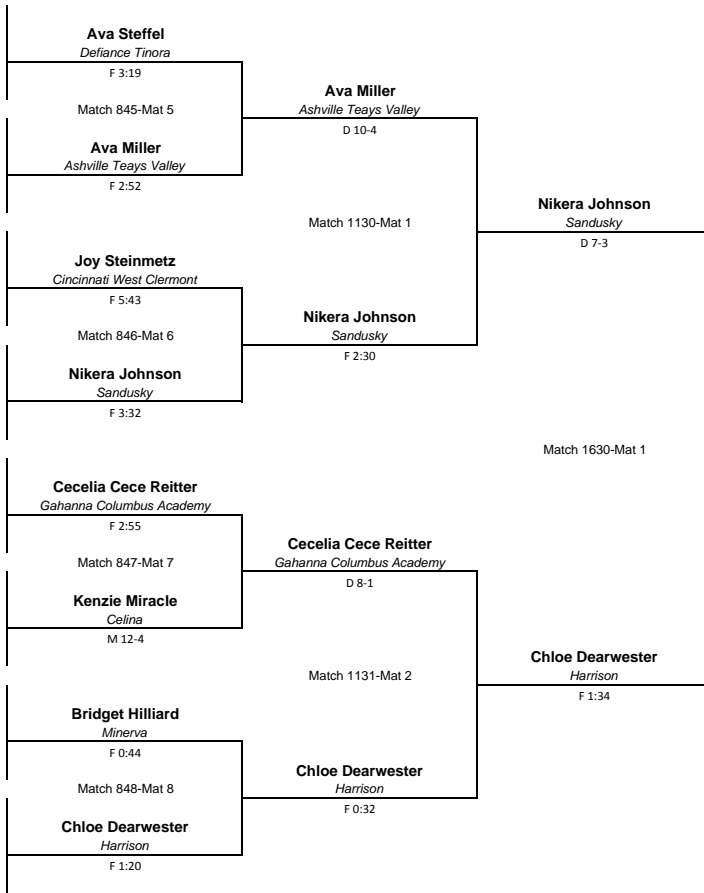 Ava Steffel
Defiance Tinora
F 3:19
Match 845-Mat 5
Ava Miller
Ashville Teays Valley
F 2:52
Ava Miller
Ashville Teays Valley
D 10-4
Match 1130-Mat 1
Joy Steinmetz
Cincinnati West Clermont
F 5:43
Match 846-Mat 6
Nikera Johnson
Sandusky
F 3:32
Nikera Johnson
Sandusky
F 2:30
Nikera Johnson
Sandusky
D 7-3
Match 1630-Mat 1
Cecelia Cece Reitter
Gahanna Columbus Academy
F 2:55
Match 847-Mat 7
Kenzie Miracle
Celina
M 12-4
Cecelia Cece Reitter
Gahanna Columbus Academy
D 8-1
Match 1131-Mat 2
Bridget Hilliard
Minerva
F 0:44
Match 848-Mat 8
Chloe Dearwester
Harrison
F 1:20
Chloe Dearwester
Harrison
F 0:32
Chloe Dearwester
Harrison
F 1:34